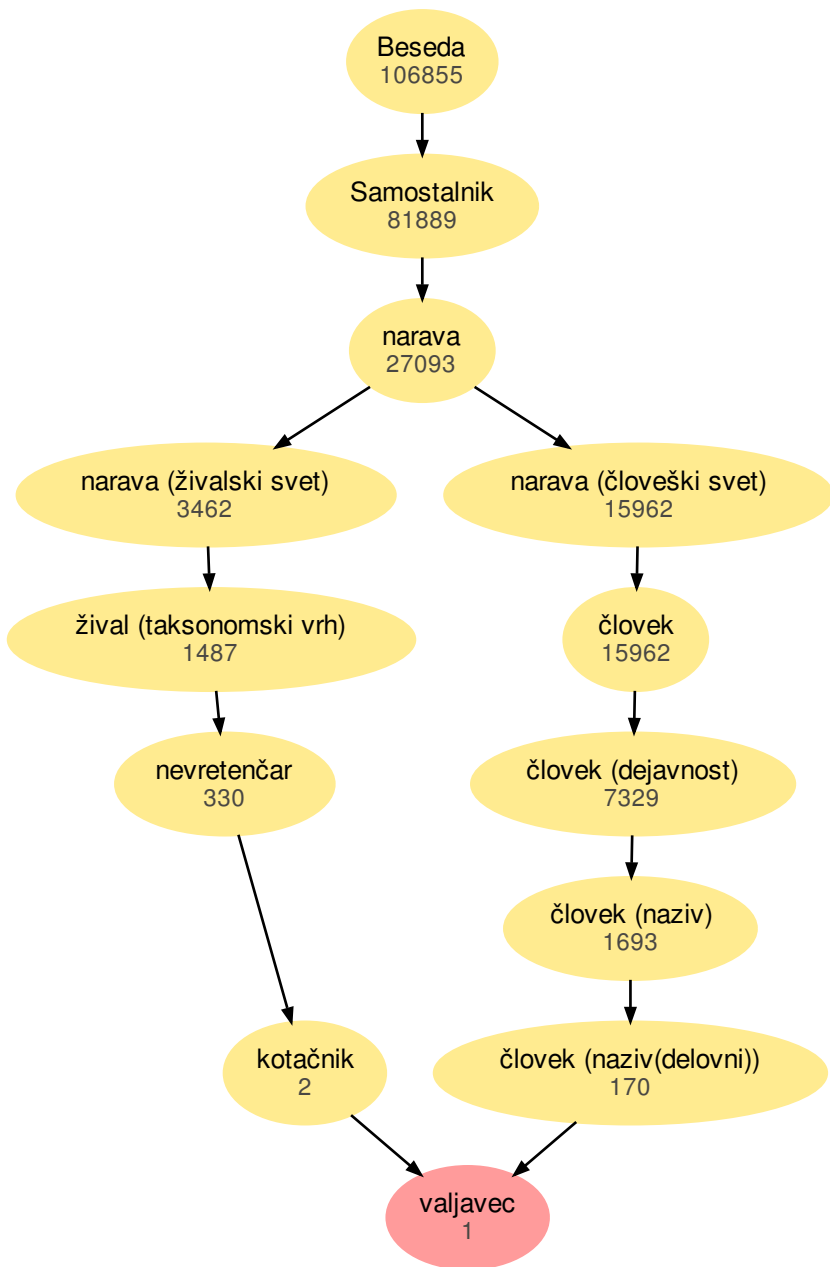 Beseda
106855
Samostalnik
81889
narava
27093
narava (živalski svet)
3462
narava (človeški svet)
15962
žival (taksonomski vrh)
1487
človek
15962
nevretenčar
330
človek (dejavnost)
7329
človek (naziv)
1693
kotačnik
2
človek (naziv(delovni))
170
valjavec
1